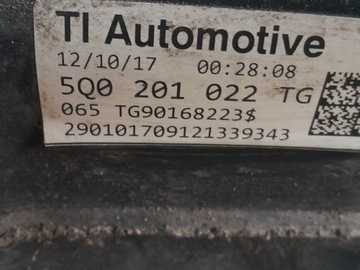 TI Automotive
12/10/17 00:28:08
5Q0 201 022 TG
065 TG90168223$
290101709121339343